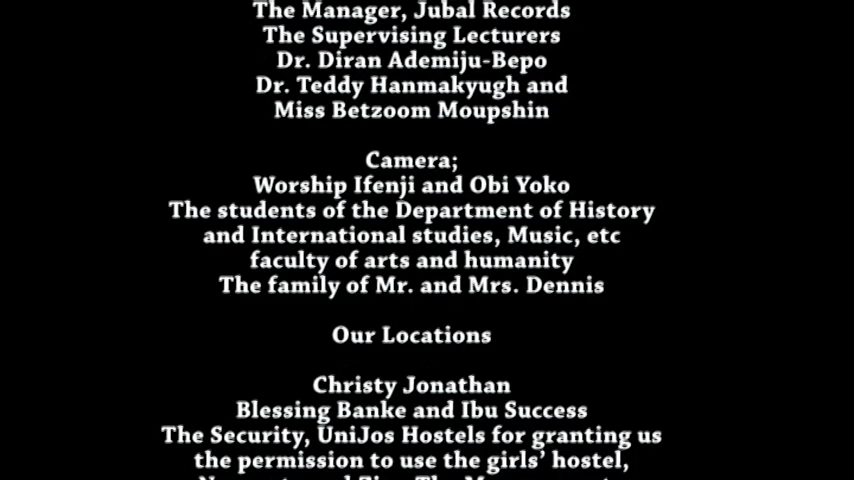 The Manager, Jubal Records
The Supervising Lecturers
Dr. Diran Ademiju-Bepo
Dr. Teddy Hanmakyugh and
Miss Betzoom Moupshin
Camera;
Worship Ifenji and Obi Yoko
The students of the Department of History
and International studies, Music, etc
faculty of arts and humanity
The family of Mr. and Mrs. Dennis
Our Locations
Christy Jonathan
Blessing Banke and Ibu Success
The Security, UniJos Hostels for granting us
the permission to use the girls' hostel,